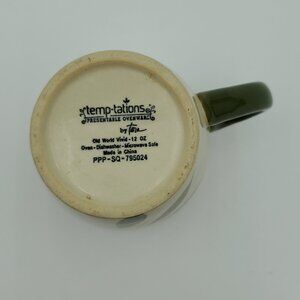 temp-tations
PRESENTABLE OVENWARE
by Tara
Old World Vivid-12 OZ
Oven-Dishwasher-Microwave Safe
Made in China
PPP-SQ-795024